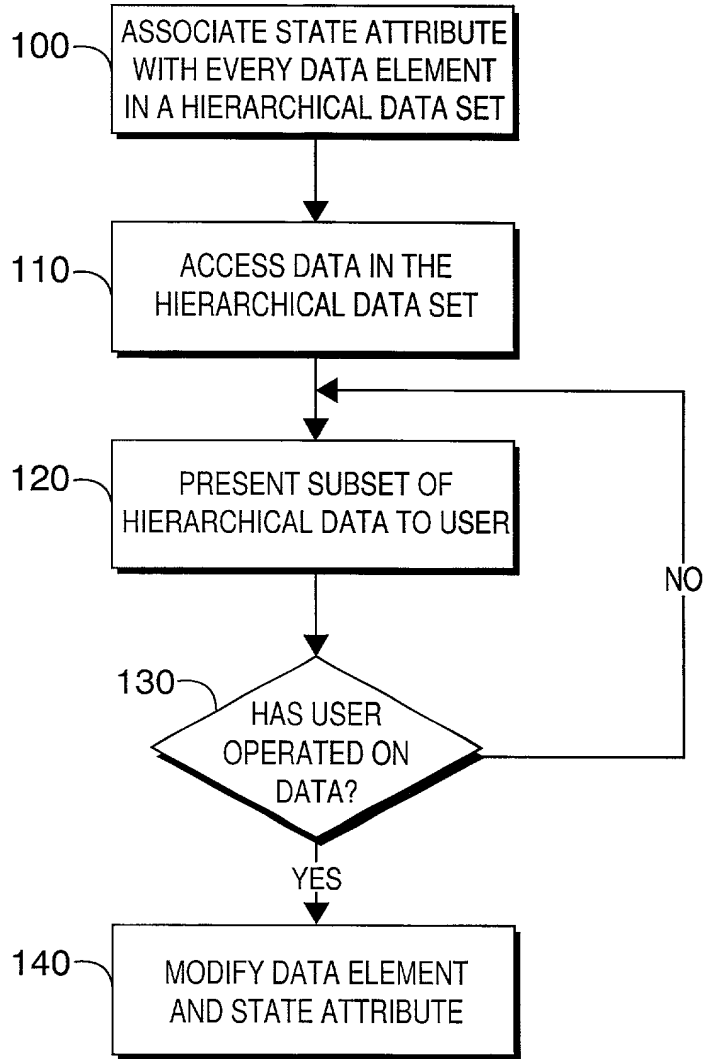 100
ASSOCIATE STATE ATTRIBUTE
WITH EVERY DATA ELEMENT
IN A HIERARCHICAL DATA SET
110
ACCESS DATA IN THE
HIERARCHICAL DATA SET
120
PRESENT SUBSET OF
HIERARCHICAL DATA TO USER
NO
130
HAS USER
OPERATED ON
DATA?
YES
140
MODIFY DATA ELEMENT
AND STATE ATTRIBUTE